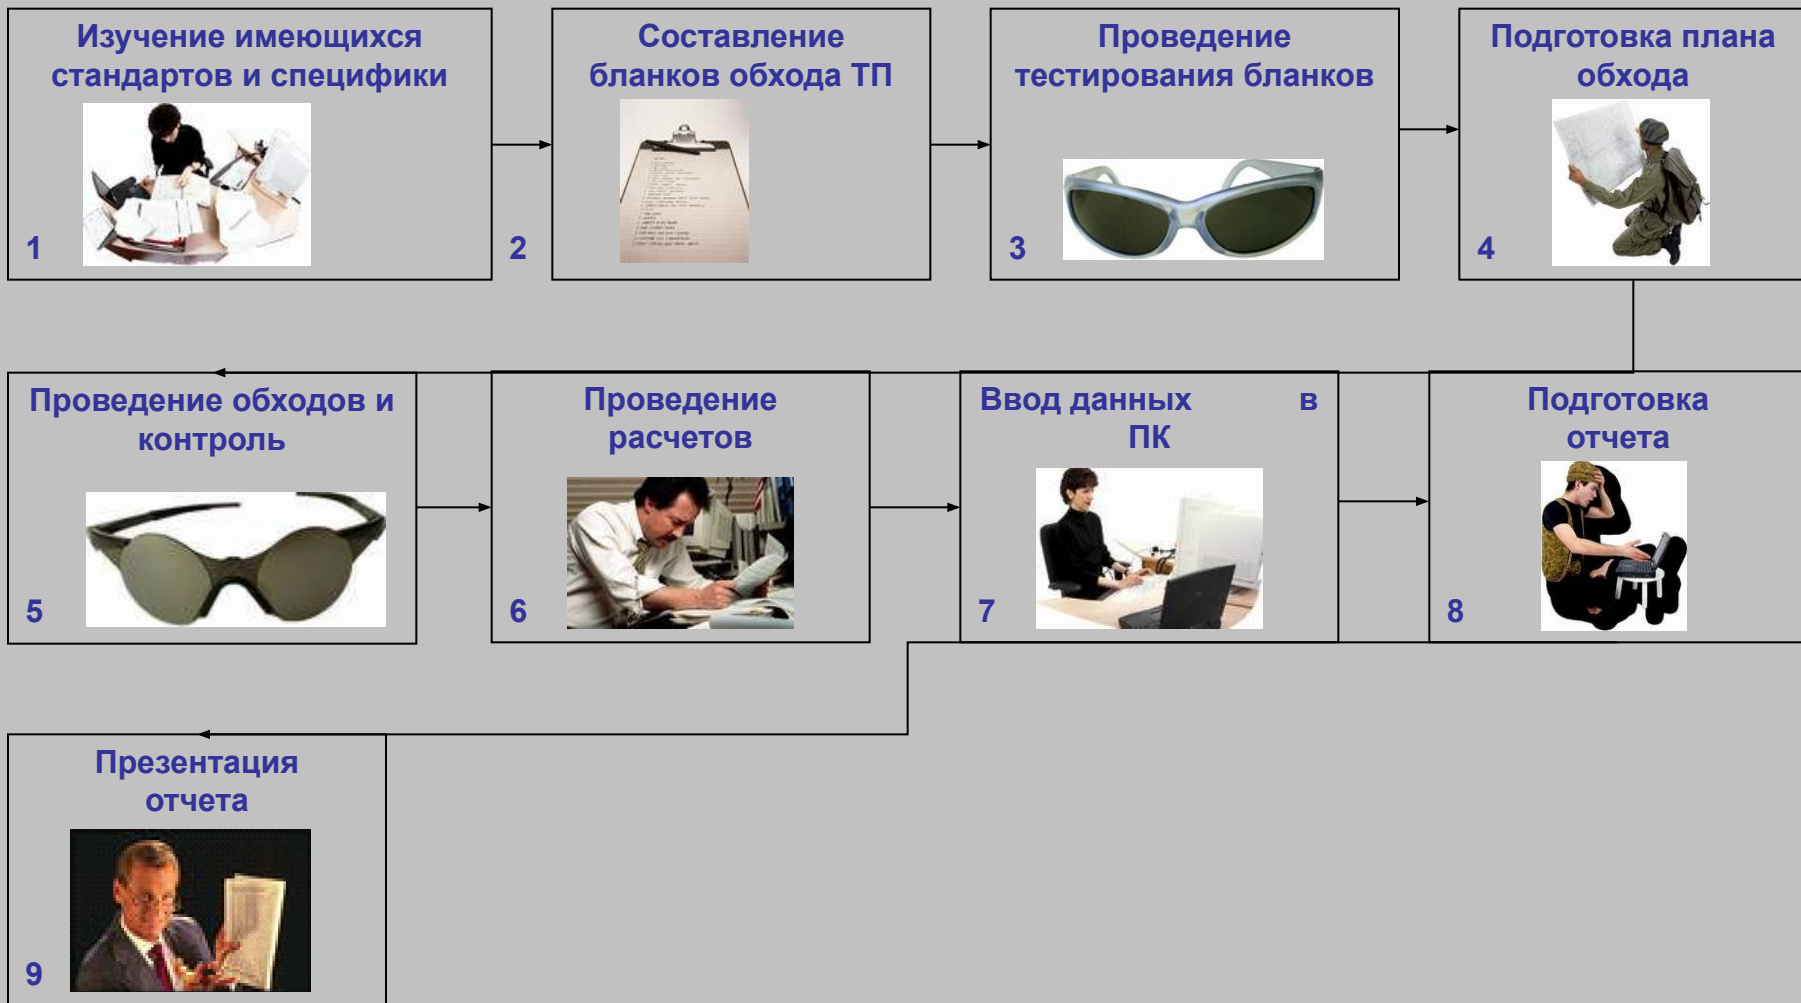 Изучение имеющихся
стандартов и специфики
1
Составление
бланков обхода ТП
2
Проведение
тестирования бланков
3
Подготовка плана
обхода
4
Проведение обходов и
контроль
5
Проведение
расчетов
6
Ввод данных в
ПК
7
Подготовка
отчета
8
Презентация
отчета
9